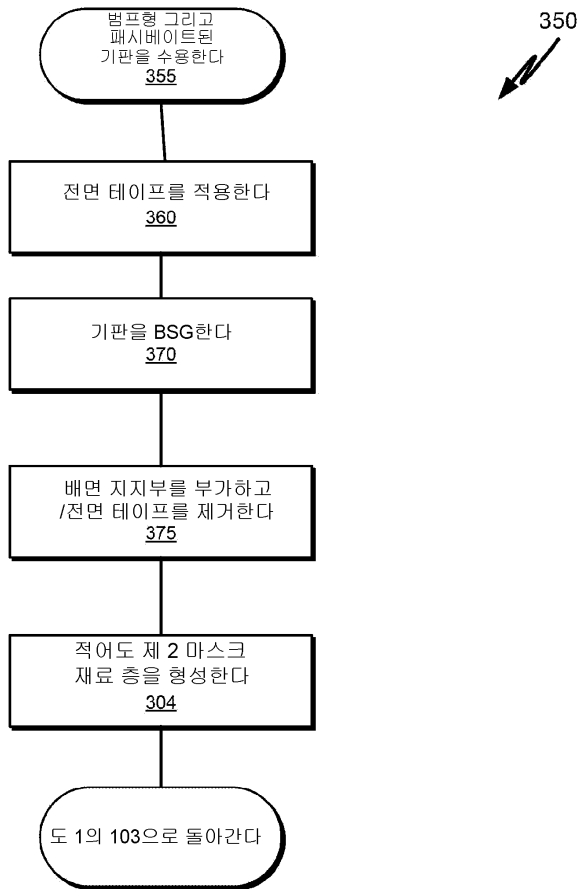 350
범프형 그리고
패시베이트된
기판을 수용한다
355
전면 테이프를 적용한다
360
기판을 BSG한다
370
배면 지지부를 부가하고
/전면 테이프를 제거한다
375
적어도 제 2 마스크
재료 층을 형성한다
304
도 1의 103으로 돌아간다